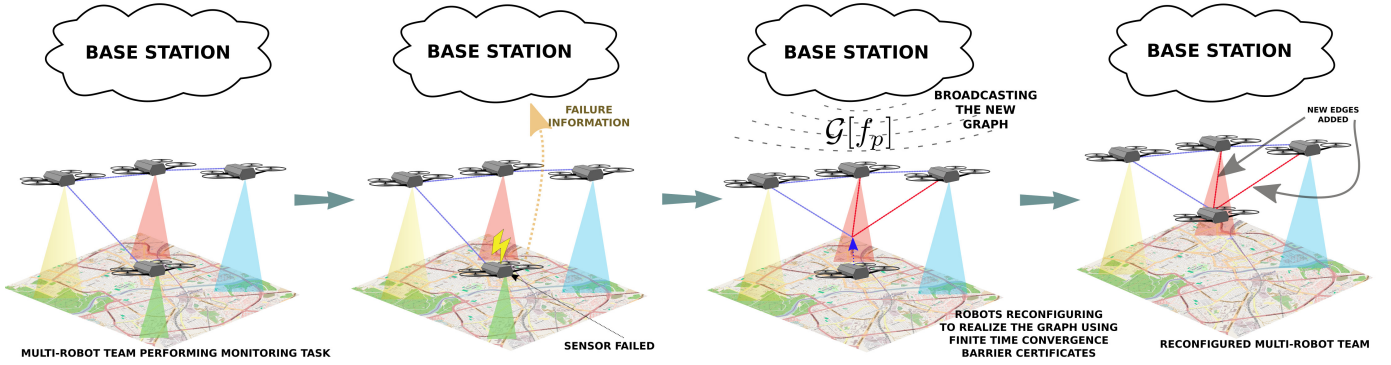 BASE STATION
MULTI-ROBOT TEAM PERFORMING MONITORING TASK
BASE STATION
FAILURE
INFORMATION
SENSOR FAILED
BASE STATION
BROADCASTING
THE NEW
GRAPH
𝒢[f_p]
ROBOTS RECONFIGURING
TO REALIZE THE GRAPH USING
FINITE TIME CONVERGENCE
BARRIER CERTIFICATES
BASE STATION
NEW EDGES
ADDED
RECONFIGURED MULTI-ROBOT TEAM